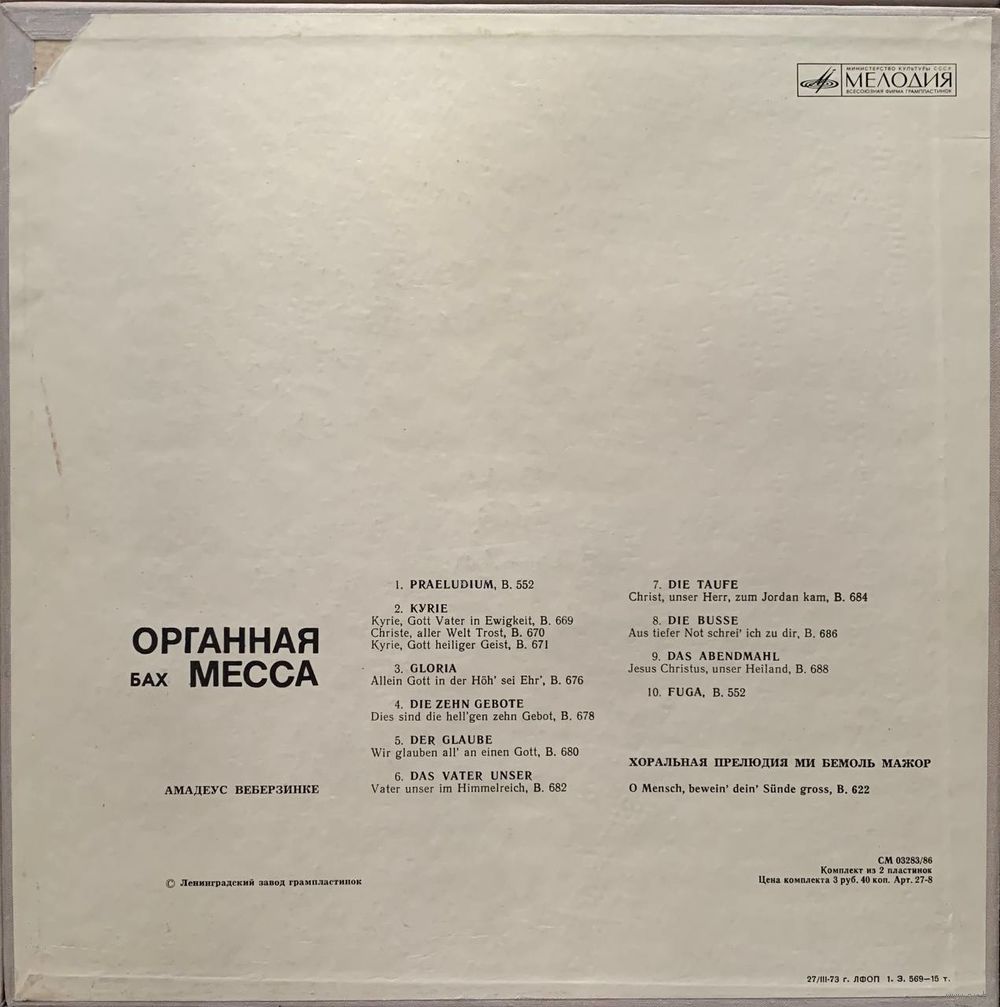 МИНИСТЕРСТВО КУЛЬТУРЫ СССР
МЕЛОДИЯ
ВСЕСОЮЗНАЯ ФИРМА ГРАМПЛАСТИНОК
ОРГАННАЯ
БАХ МЕССА
АМАДЕУС ВЕБЕРЗИНКЕ
1. PRAELUDIUM, B. 552
2. KYRIE
Kyrie, Gott Vater in Ewigkeit, B. 669
Christe, aller Welt Trost, B. 670
Kyrie, Gott heiliger Geist, B. 671
3. GLORIA
Allein Gott in der Höh' sei Ehr', B. 676
4. DIE ZEHN GEBOTE
Dies sind die hell'gen zehn Gebot, B. 678
5. DER GLAUBE
Wir glauben all' an einen Gott, B. 680
6. DAS VATER UNSER
Vater unser im Himmelreich, B. 682
7. DIE TAUFE
Christ, unser Herr, zum Jordan kam, B. 684
8. DIE BUSSE
Aus tiefer Not schrei' ich zu dir, B. 686
9. DAS ABENDMAHL
Jesus Christus, unser Heiland, B. 688
10. FUGA, B. 552
ХОРАЛЬНАЯ ПРЕЛЮДИЯ МИ БЕМОЛЬ МАЖОР
O Mensch, bewein' dein' Sünde gross, B. 622
СМ 03283/86
Комплект из 2 пластинок
Цена комплекта 3 руб. 40 коп. Арт. 27-8
© Ленинградский завод грампластинок
27/III-73 г. ЛФОП 1. З. 569—15 т.